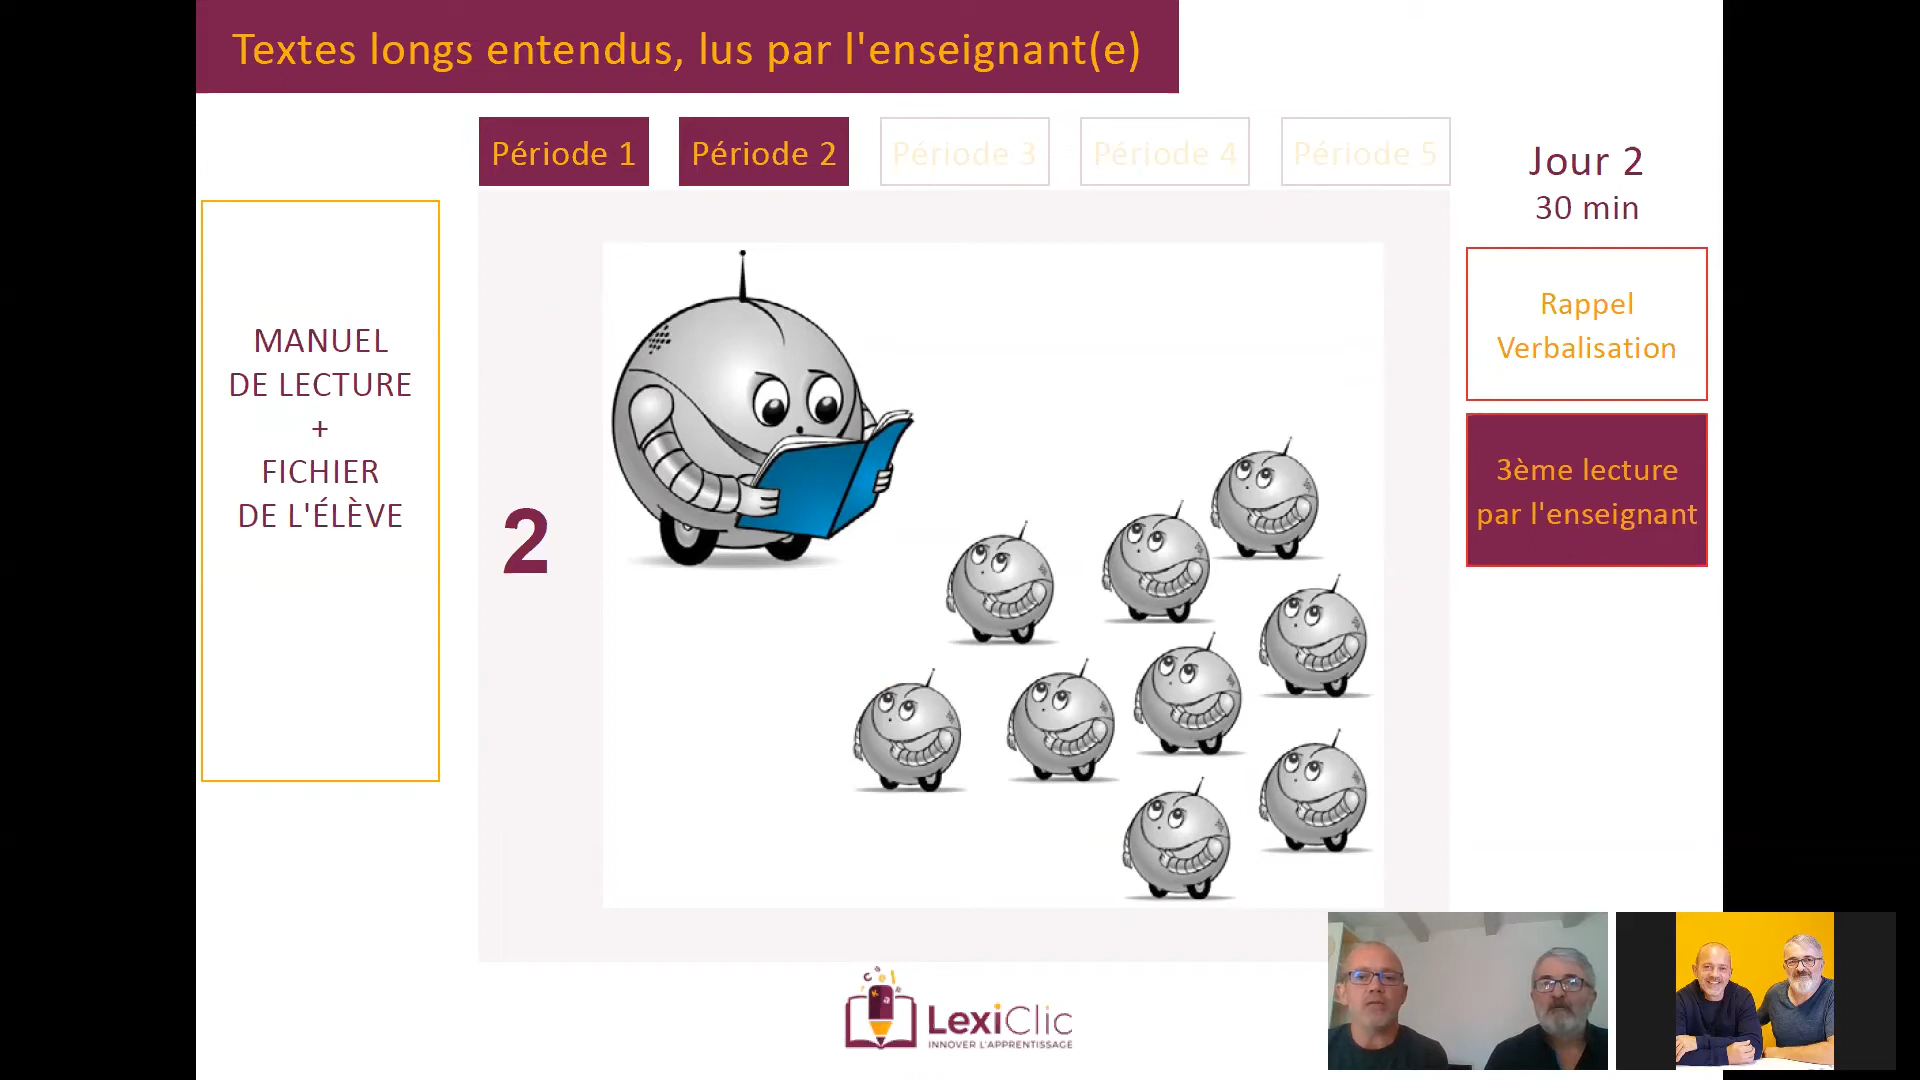 Textes longs entendus, lus par l'enseignant(e)
Période 1
Période 2
Période 3
Période 4
Période 5
Jour 2
30 min
MANUEL
DE LECTURE
+
FICHIER
DE L'ÉLÈVE
2
Rappel
Verbalisation
3ème lecture
par l'enseignant
LexiClic
INNOVER L'APPRENTISSAGE